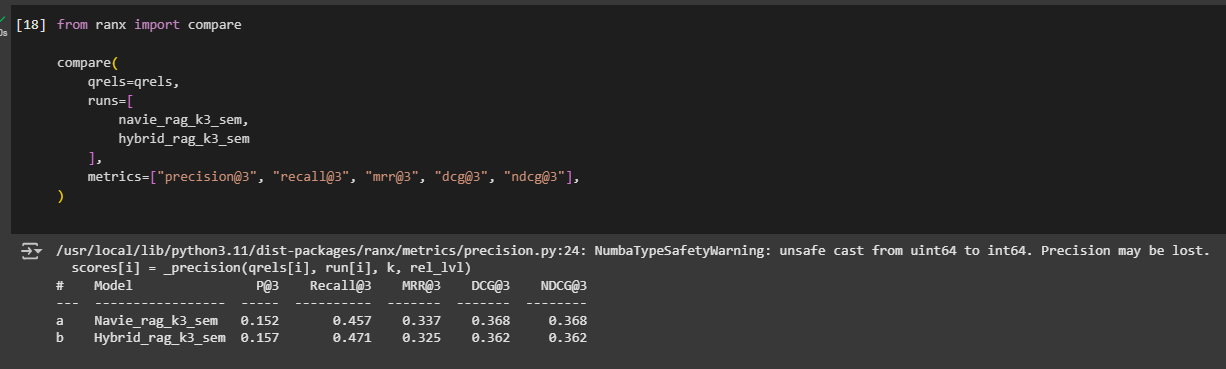 [18] from ranx import compare
compare(
qrels=qrels,
runs=[
navie_rag_k3_sem,
hybrid_rag_k3_sem
],
metrics=["precision@3", "recall@3", "mrr@3", "dcg@3", "ndcg@3"],
)
/usr/local/lib/python3.11/dist-packages/ranx/metrics/precision.py:24: NumbaTypeSafetyWarning: unsafe cast from uint64 to int64. Precision may be lost.
scores[i] = _precision(qrels[i], run[i], k, rel_lvl)
# Model P@3 Recall@3 MRR@3 DCG@3 NDCG@3
--- ----------------- ----- ---------- ------- ------- --------
a Navie_rag_k3_sem 0.152 0.457 0.337 0.368 0.368
b Hybrid_rag_k3_sem 0.157 0.471 0.325 0.362 0.362